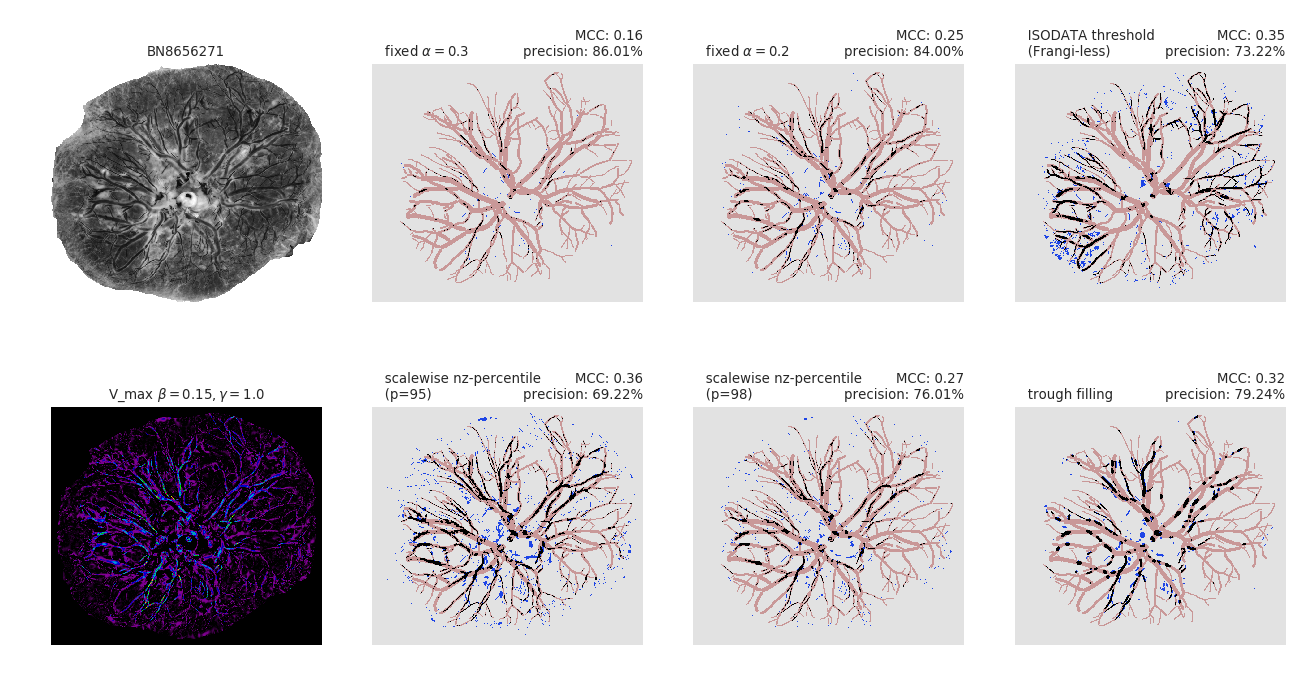 BN8656271
MCC: 0.16
fixed α = 0.3 precision: 86.01%
MCC: 0.25
fixed α = 0.2 precision: 84.00%
ISODATA threshold MCC: 0.35
(Frangi-less) precision: 73.22%
V_max β = 0.15, γ = 1.0
scalewise nz-percentile MCC: 0.36
(p=95) precision: 69.22%
scalewise nz-percentile MCC: 0.27
(p=98) precision: 76.01%
MCC: 0.32
trough filling precision: 79.24%